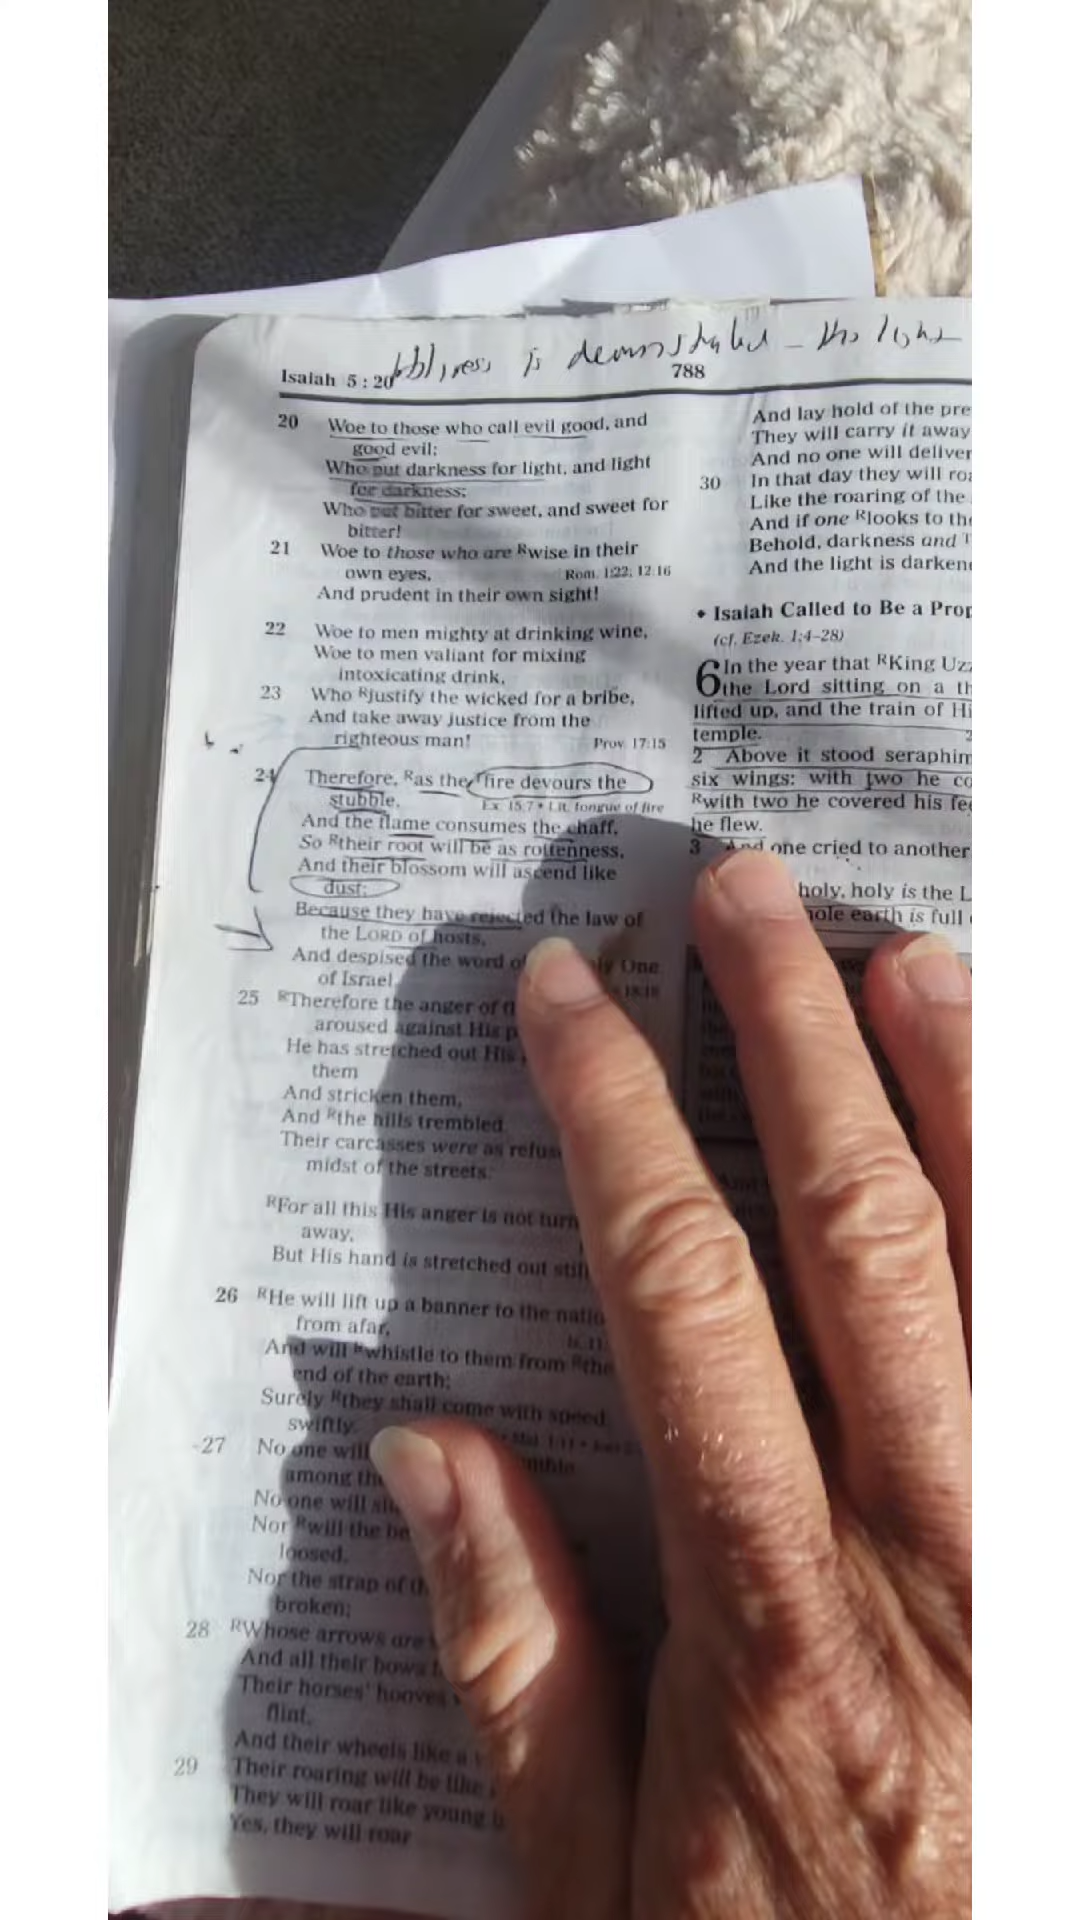 Holiness is demonstrated - the light
Isaiah 5:20
788
20 Woe to those who call evil good, and
good evil;
Who put darkness for light, and light
for darkness;
Who put bitter for sweet, and sweet for
bitter!
21 Woe to those who are Rwise in their
own eyes,
Rom. 1:22; 12:16
And prudent in their own sight!
22 Woe to men mighty at drinking wine,
Woe to men valiant for mixing
intoxicating drink,
23 Who Rjustify the wicked for a bribe,
And take away justice from the
righteous man!
Prov. 17:15
24 Therefore, Ras the Tfire devours the
stubble,
Ex. 15:7 • Lit. tongue of fire
And the flame consumes the chaff,
So Rtheir root will be as rottenness,
And their blossom will ascend like
dust;
Because they have rejected the law of
the LORD of hosts,
And despised the word of
One
of Israel.
25 RTherefore the anger of
aroused against His
He has stretched out His
them
And stricken them,
And Rthe hills trembled.
Their carcasses were as
midst of the streets.
RFor all this His anger is not
away,
But His hand is stretched out still
26 RHe will lift up a banner to the
from afar,
And will Rwhistle to them from Rthe
end of the earth;
Surely Rthey shall come with speed,
swiftly.
27 No one will
among
No one will
Nor Rwill the
loosed,
Nor the strap of
broken;
28 RWhose arrows are
And all their bows
Their horses' hooves
flint,
And their wheels like a
29 Their roaring will be like
They will roar like young
Yes, they will roar
And lay hold of the
They will carry it away
And no one will deliver
30 In that day they will
Like the roaring of the
And if one Rlooks to
Behold, darkness and
And the light is
• Isaiah Called to Be a
(cf. Ezek. 1:4–28)
6 In the year that RKing
the Lord sitting on a
lifted up, and the train of
temple.
2 Above it stood seraphim
six wings: with two he
Rwith two he covered his
he flew.
3 And one cried to another
holy, holy is the
earth is full